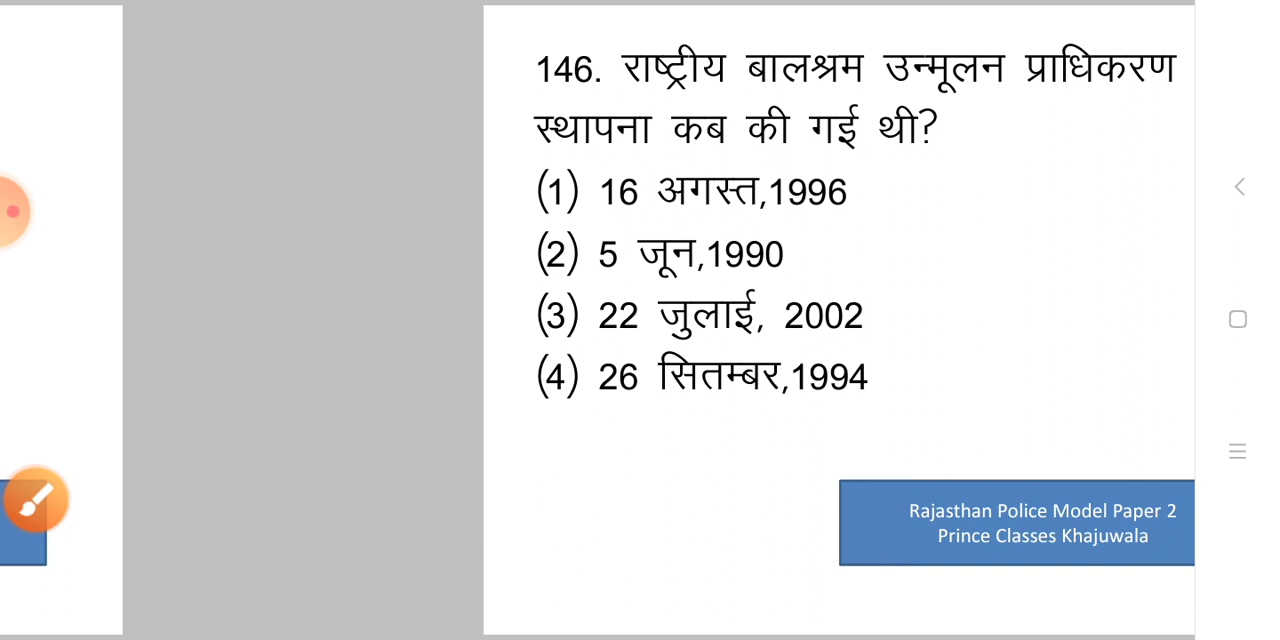 146. राष्ट्रीय बालश्रम उन्मूलन प्राधिकरण
स्थापना कब की गई थी?
(1) 16 अगस्त,1996
(2) 5 जून,1990
(3) 22 जुलाई, 2002
(4) 26 सितम्बर,1994
Rajasthan Police Model Paper 2
Prince Classes Khajuwala